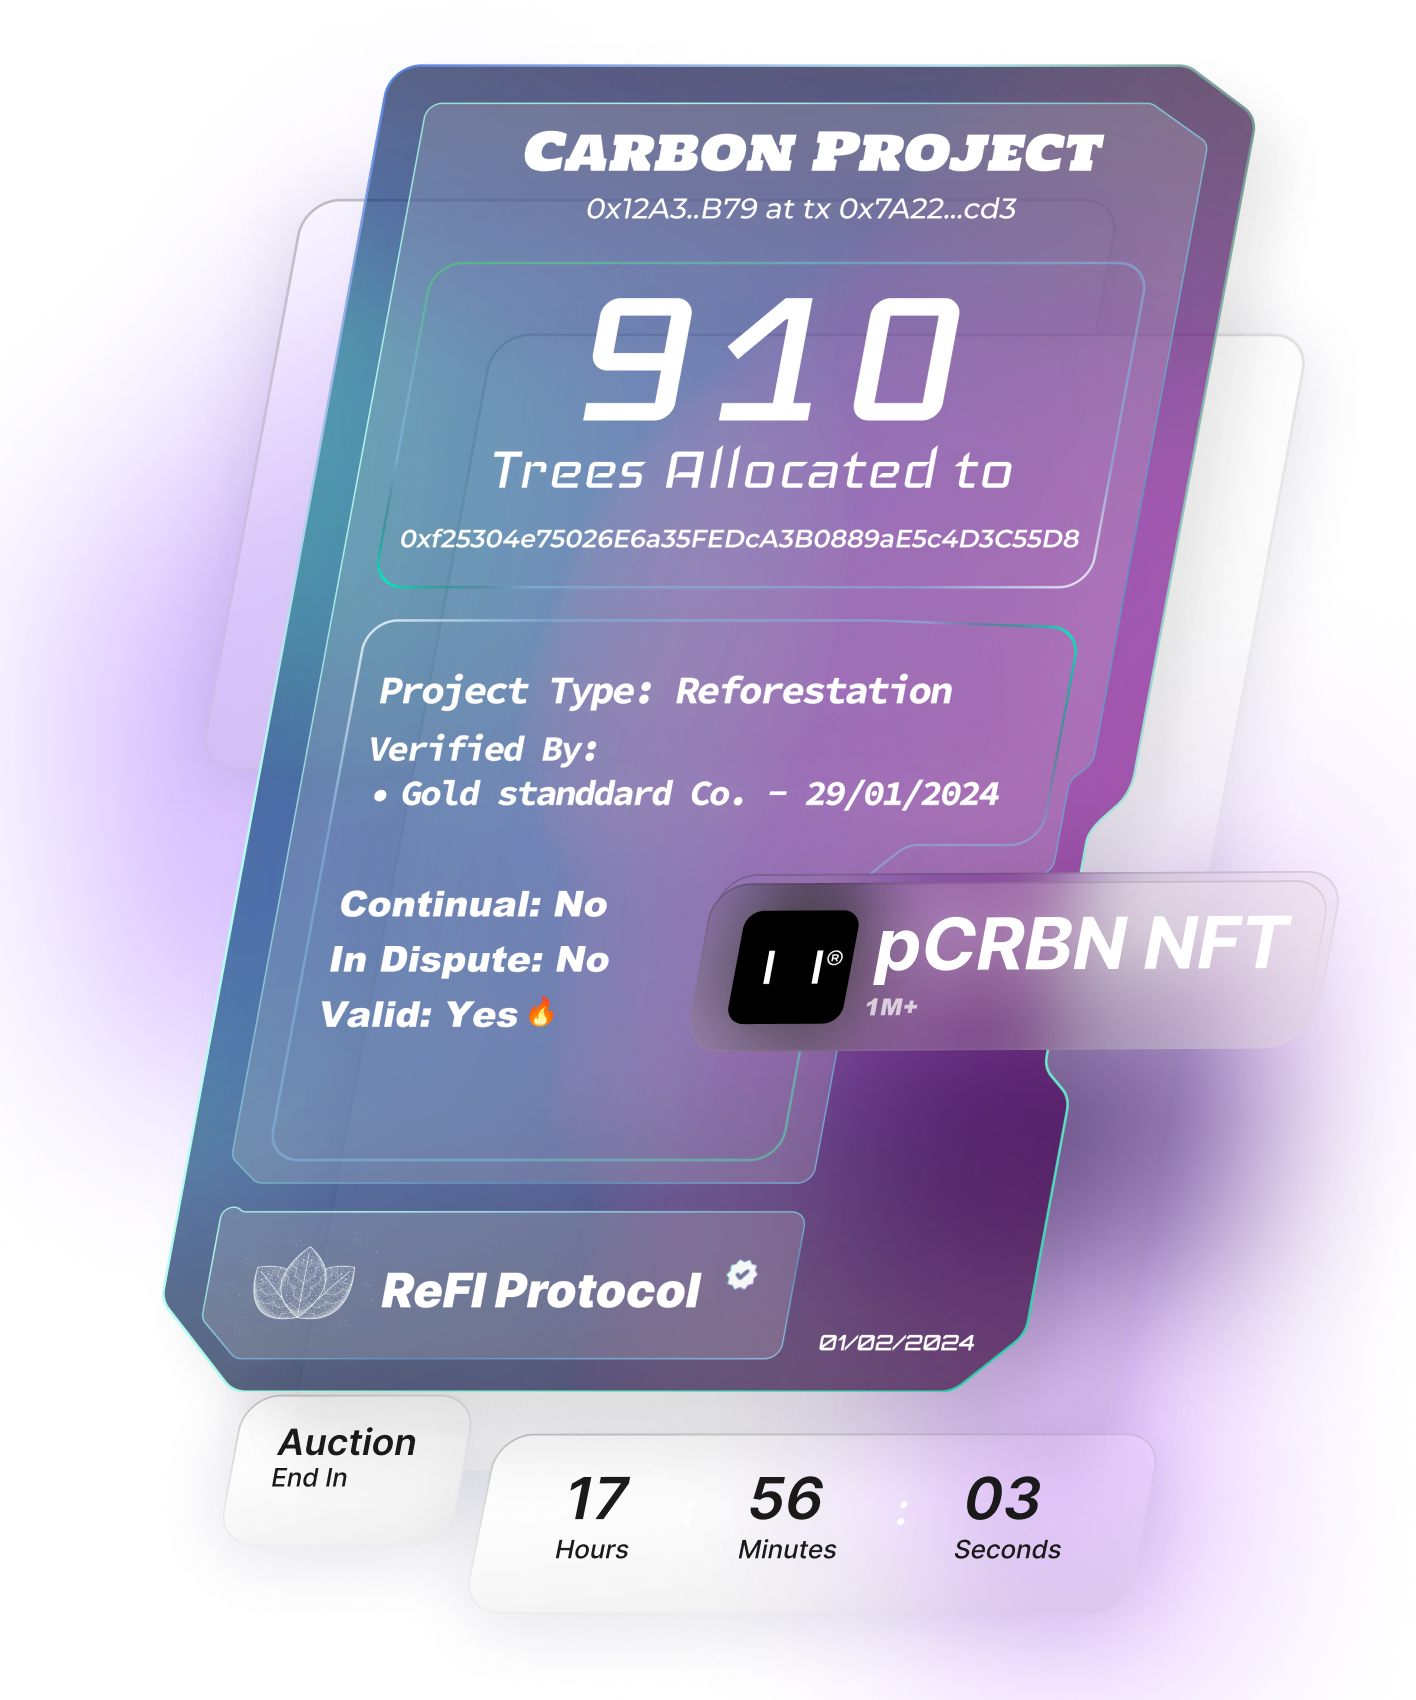 CARBON PROJECT
0x12A3..B79 at tx 0x7A22...cd3
910
Trees Allocated to
0xf25304e75026E6a35FEDcA3B0889aE5c4D3C55D8
Project Type: Reforestation
Verified By:
• Gold standdard Co. - 29/01/2024
Continual: No
In Dispute: No
Valid: Yes🔥
pCRBN NFT
1M+
ReFI Protocol
01/02/2024
Auction
End In
17 : 56 : 03
Hours Minutes Seconds